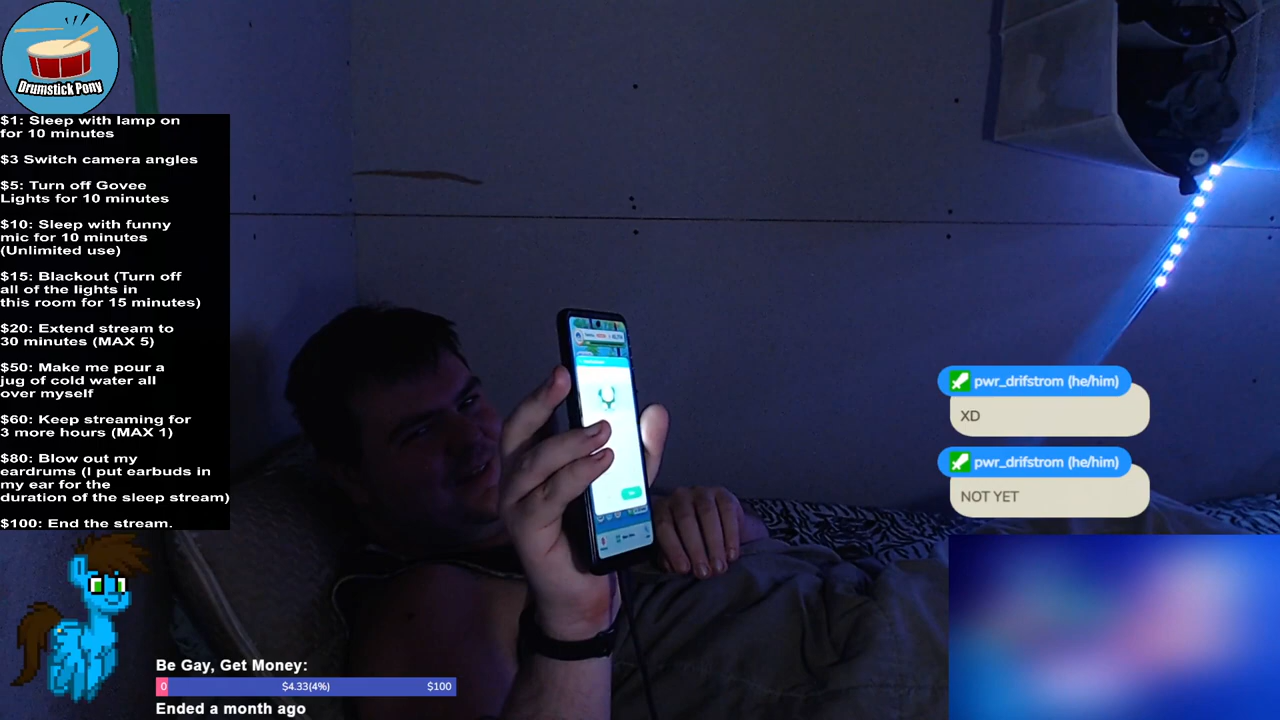 Drumstick Pony
$1: Sleep with lamp on
for 10 minutes
$3 Switch camera angles
$5: Turn off Govee
Lights for 10 minutes
$10: Sleep with funny
mic for 10 minutes
(Unlimited use)
$15: Blackout (Turn off
all of the lights in
this room for 15 minutes)
$20: Extend stream to
30 minutes (MAX 5)
$50: Make me pour a
jug of cold water all
over myself
$60: Keep streaming for
3 more hours (MAX 1)
$80: Blow out my
eardrums (I put earbuds in
my ear for the
duration of the sleep stream)
$100: End the stream.
pwr_drifstrom (he/him)
XD
pwr_drifstrom (he/him)
NOT YET
Be Gay, Get Money:
0 $4.33(4%) $100
Ended a month ago